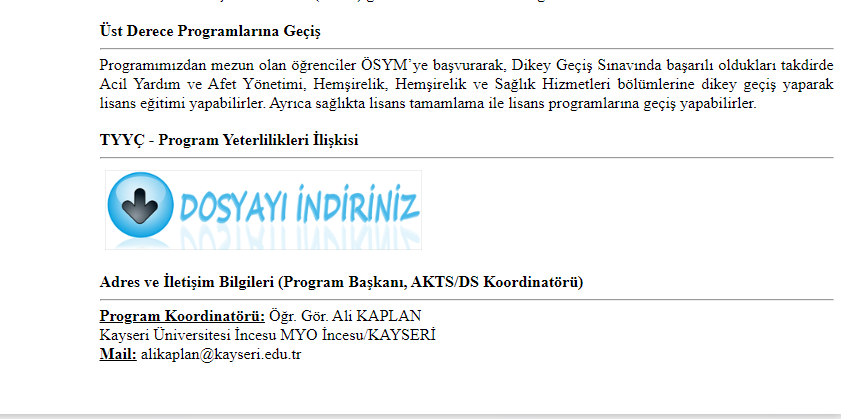 Üst Derece Programlarına Geçiş
Programımızdan mezun olan öğrenciler ÖSYM’ye başvurarak, Dikey Geçiş Sınavında başarılı oldukları takdirde
Acil Yardım ve Afet Yönetimi, Hemşirelik, Hemşirelik ve Sağlık Hizmetleri bölümlerine dikey geçiş yaparak
lisans eğitimi yapabilirler. Ayrıca sağlıkta lisans tamamlama ile lisans programlarına geçiş yapabilirler.
TYYÇ - Program Yeterlilikleri İlişkisi
DOSYAYI İNDİRİNİZ
Adres ve İletişim Bilgileri (Program Başkanı, AKTS/DS Koordinatörü)
Program Koordinatörü: Öğr. Gör. Ali KAPLAN
Kayseri Üniversitesi İncesu MYO İncesu/KAYSERİ
Mail: alikaplan@kayseri.edu.tr